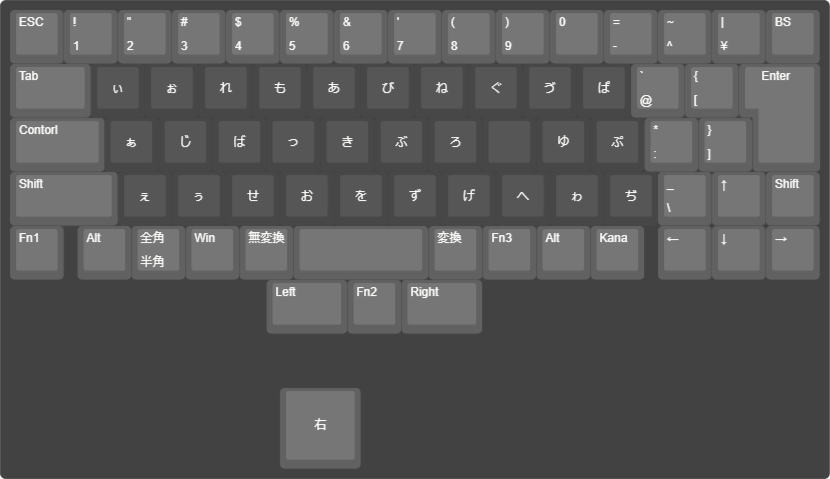 ESC ! " # $ % & ' ( ) 0 = ~ | BS
1 2 3 4 5 6 7 8 9 - ^ ¥
Tab ぃ ぉ れ も あ び ね ぐ づ ぱ ` { Enter
@ [
Contorl ぁ じ ば っ き ぶ ろ ゆ ぷ * }
: ]
Shift ぇ ぅ せ お を ず げ へ ゎ ぢ _ ↑ Shift
\
Fn1 Alt 全角 Win 無変換 変換 Fn3 Alt Kana ← ↓ →
半角
Left Fn2 Right
右